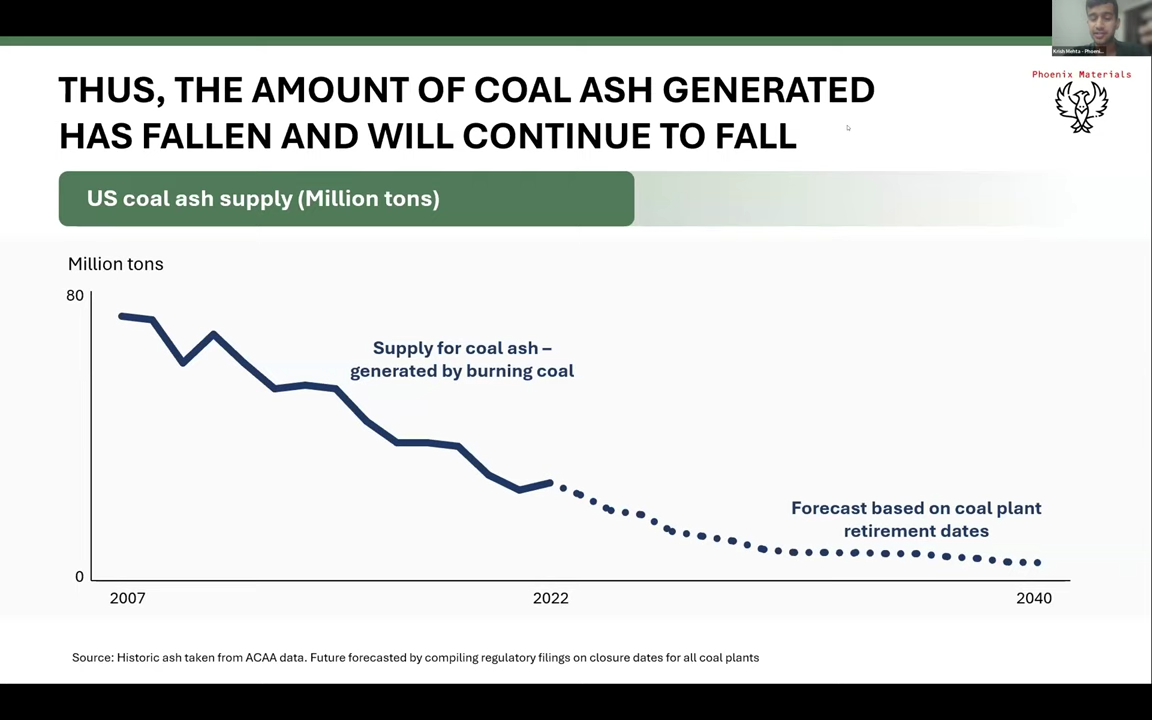 Krish Mehta - Phoeni...
Phoenix Materials
THUS, THE AMOUNT OF COAL ASH GENERATED
HAS FALLEN AND WILL CONTINUE TO FALL
US coal ash supply (Million tons)
Million tons
80
Supply for coal ash –
generated by burning coal
Forecast based on coal plant
retirement dates
0
2007
2022
2040
Source: Historic ash taken from ACAA data. Future forecasted by compiling regulatory filings on closure dates for all coal plants